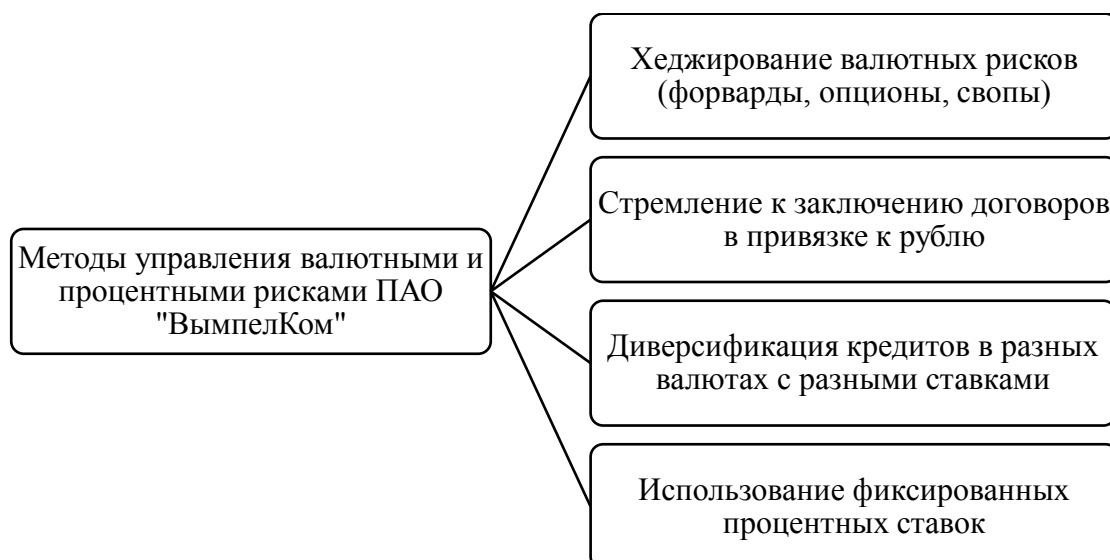 Методы управления валютными и
процентными рисками ПАО
"ВымпелКом"
Хеджирование валютных рисков
(форварды, опционы, свопы)
Стремление к заключению договоров
в привязке к рублю
Диверсификация кредитов в разных
валютах с разными ставками
Использование фиксированных
процентных ставок